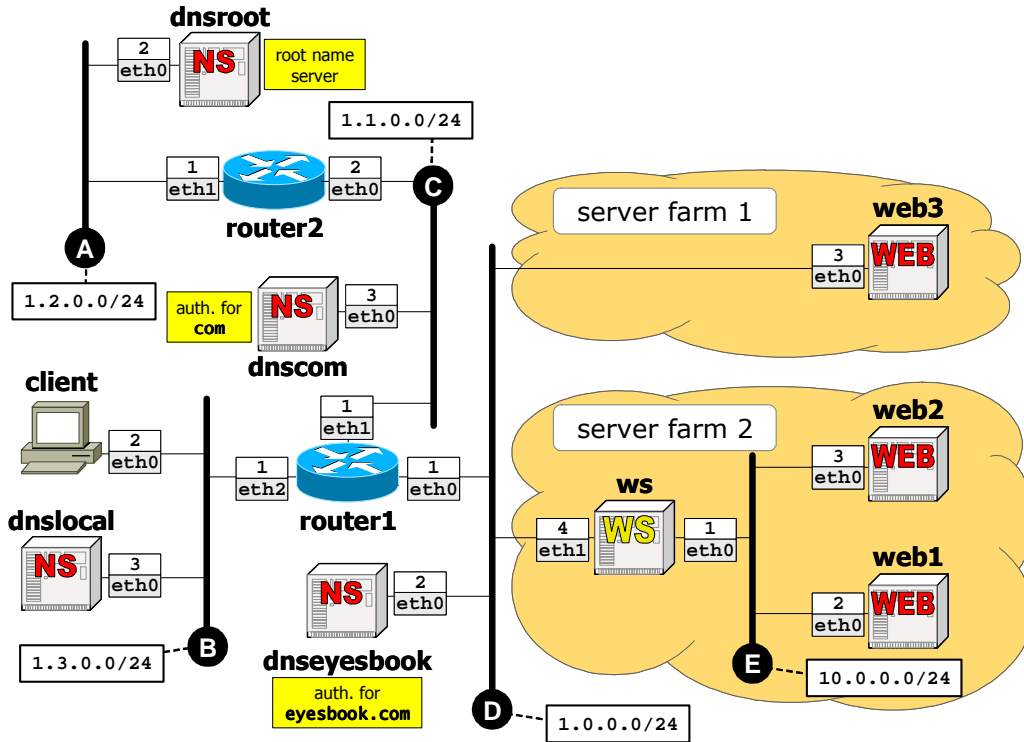 dnsroot
2
eth0
NS
root name
server
1.1.0.0/24
1
eth1
2
eth0
C
router2
A
1.2.0.0/24
server farm 1
web3
3
eth0
WEB
auth. for
com
NS
3
eth0
dnscom
client
2
eth0
1
eth1
1
eth2
1
eth0
router1
dnslocal
NS
3
eth0
B
1.3.0.0/24
NS
2
eth0
dnseyesbook
auth. for
eyesbook.com
D
1.0.0.0/24
server farm 2
web2
3
eth0
WEB
ws
4
eth1
WS
1
eth0
web1
2
eth0
WEB
E
10.0.0.0/24